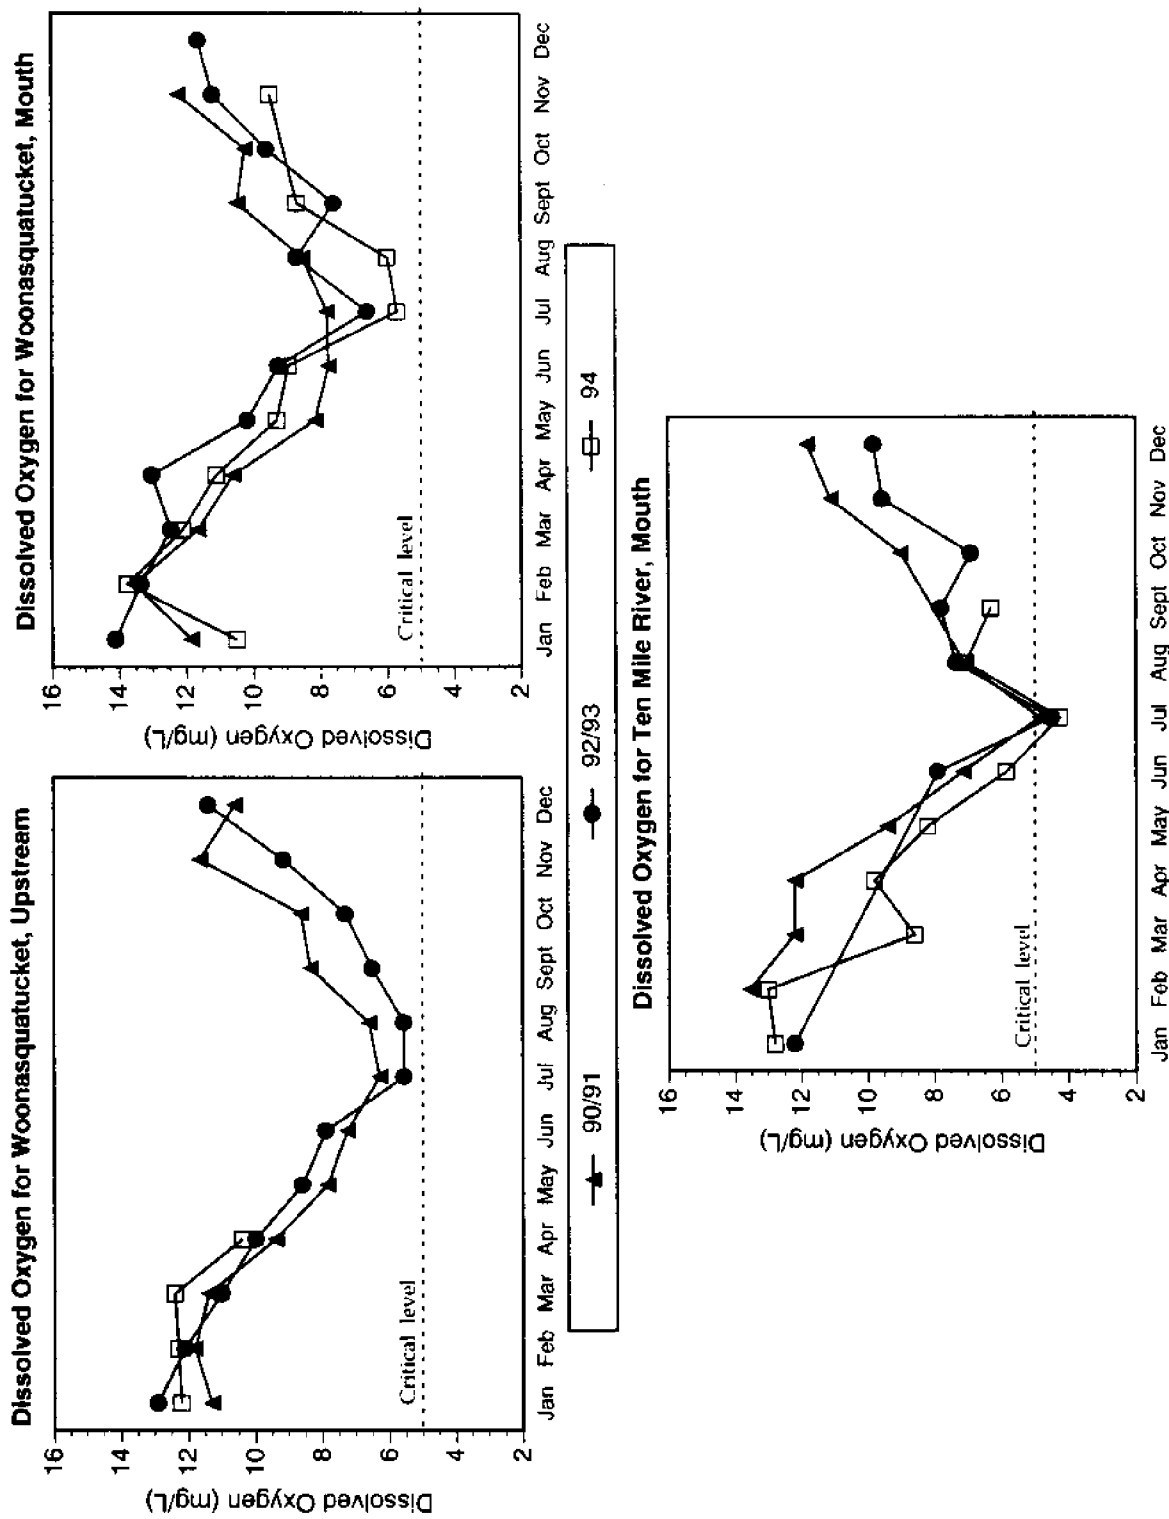 Dissolved Oxygen for Woonasquatucket, Upstream
Dissolved Oxygen (mg/L)
16
14
12
10
8
6
4
2
Critical level
Jan Feb Mar Apr May Jun Jul Aug Sept Oct Nov Dec
Dissolved Oxygen for Woonasquatucket, Mouth
Dissolved Oxygen (mg/L)
16
14
12
10
8
6
4
2
Critical level
Jan Feb Mar Apr May Jun Jul Aug Sept Oct Nov Dec
90/91 92/93 94
Dissolved Oxygen for Ten Mile River, Mouth
Dissolved Oxygen (mg/L)
16
14
12
10
8
6
4
2
Critical level
Jan Feb Mar Apr May Jun Jul Aug Sept Oct Nov Dec